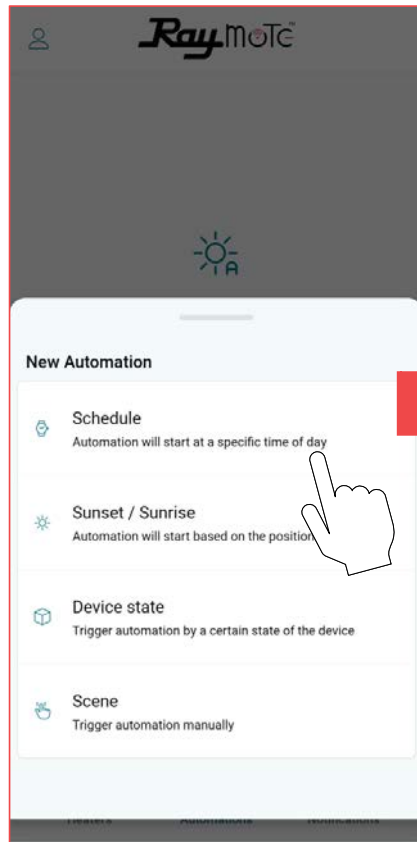 Raymote™
A
New Automation
Schedule
Automation will start at a specific time of day
Sunset / Sunrise
Automation will start based on the position
Device state
Trigger automation by a certain state of the device
Scene
Trigger automation manually
Heaters Automations Notifications